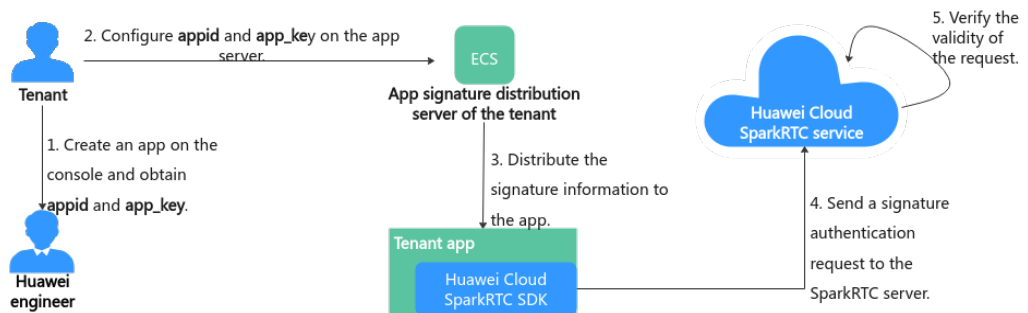 2. Configure appid and app_key on the app
server.
Tenant
1. Create an app on the
console and obtain
appid and app_key.
Huawei
engineer
ECS
App signature distribution
server of the tenant
3. Distribute the
signature information to
the app.
Tenant app
Huawei Cloud
SparkRTC SDK
4. Send a signature
authentication
request to the
SparkRTC server.
Huawei Cloud
SparkRTC service
5. Verify the
validity of
the request.